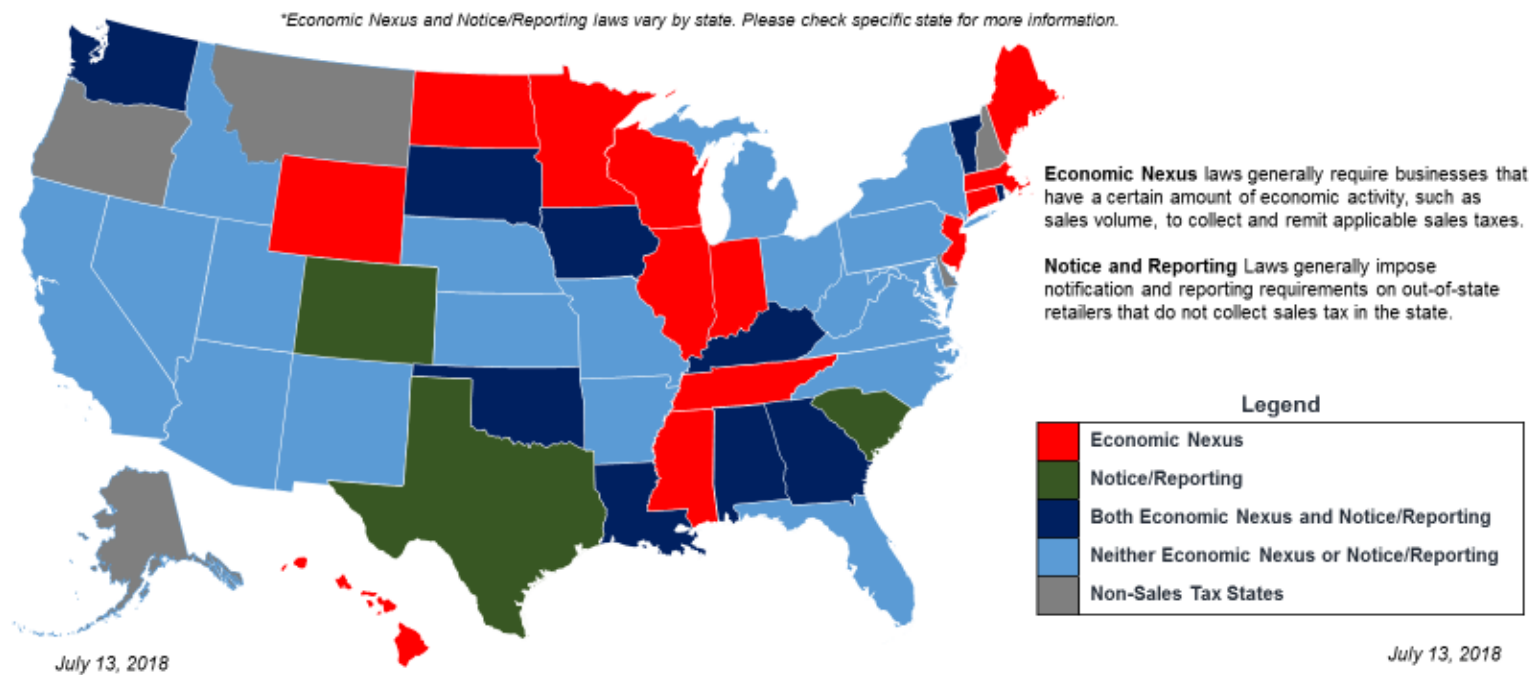 *Economic Nexus and Notice/Reporting laws vary by state. Please check specific state for more information.
Economic Nexus laws generally require businesses that
have a certain amount of economic activity, such as
sales volume, to collect and remit applicable sales taxes.
Notice and Reporting Laws generally impose
notification and reporting requirements on out-of-state
retailers that do not collect sales tax in the state.
Legend
Economic Nexus
Notice/Reporting
Both Economic Nexus and Notice/Reporting
Neither Economic Nexus or Notice/Reporting
Non-Sales Tax States
July 13, 2018
July 13, 2018